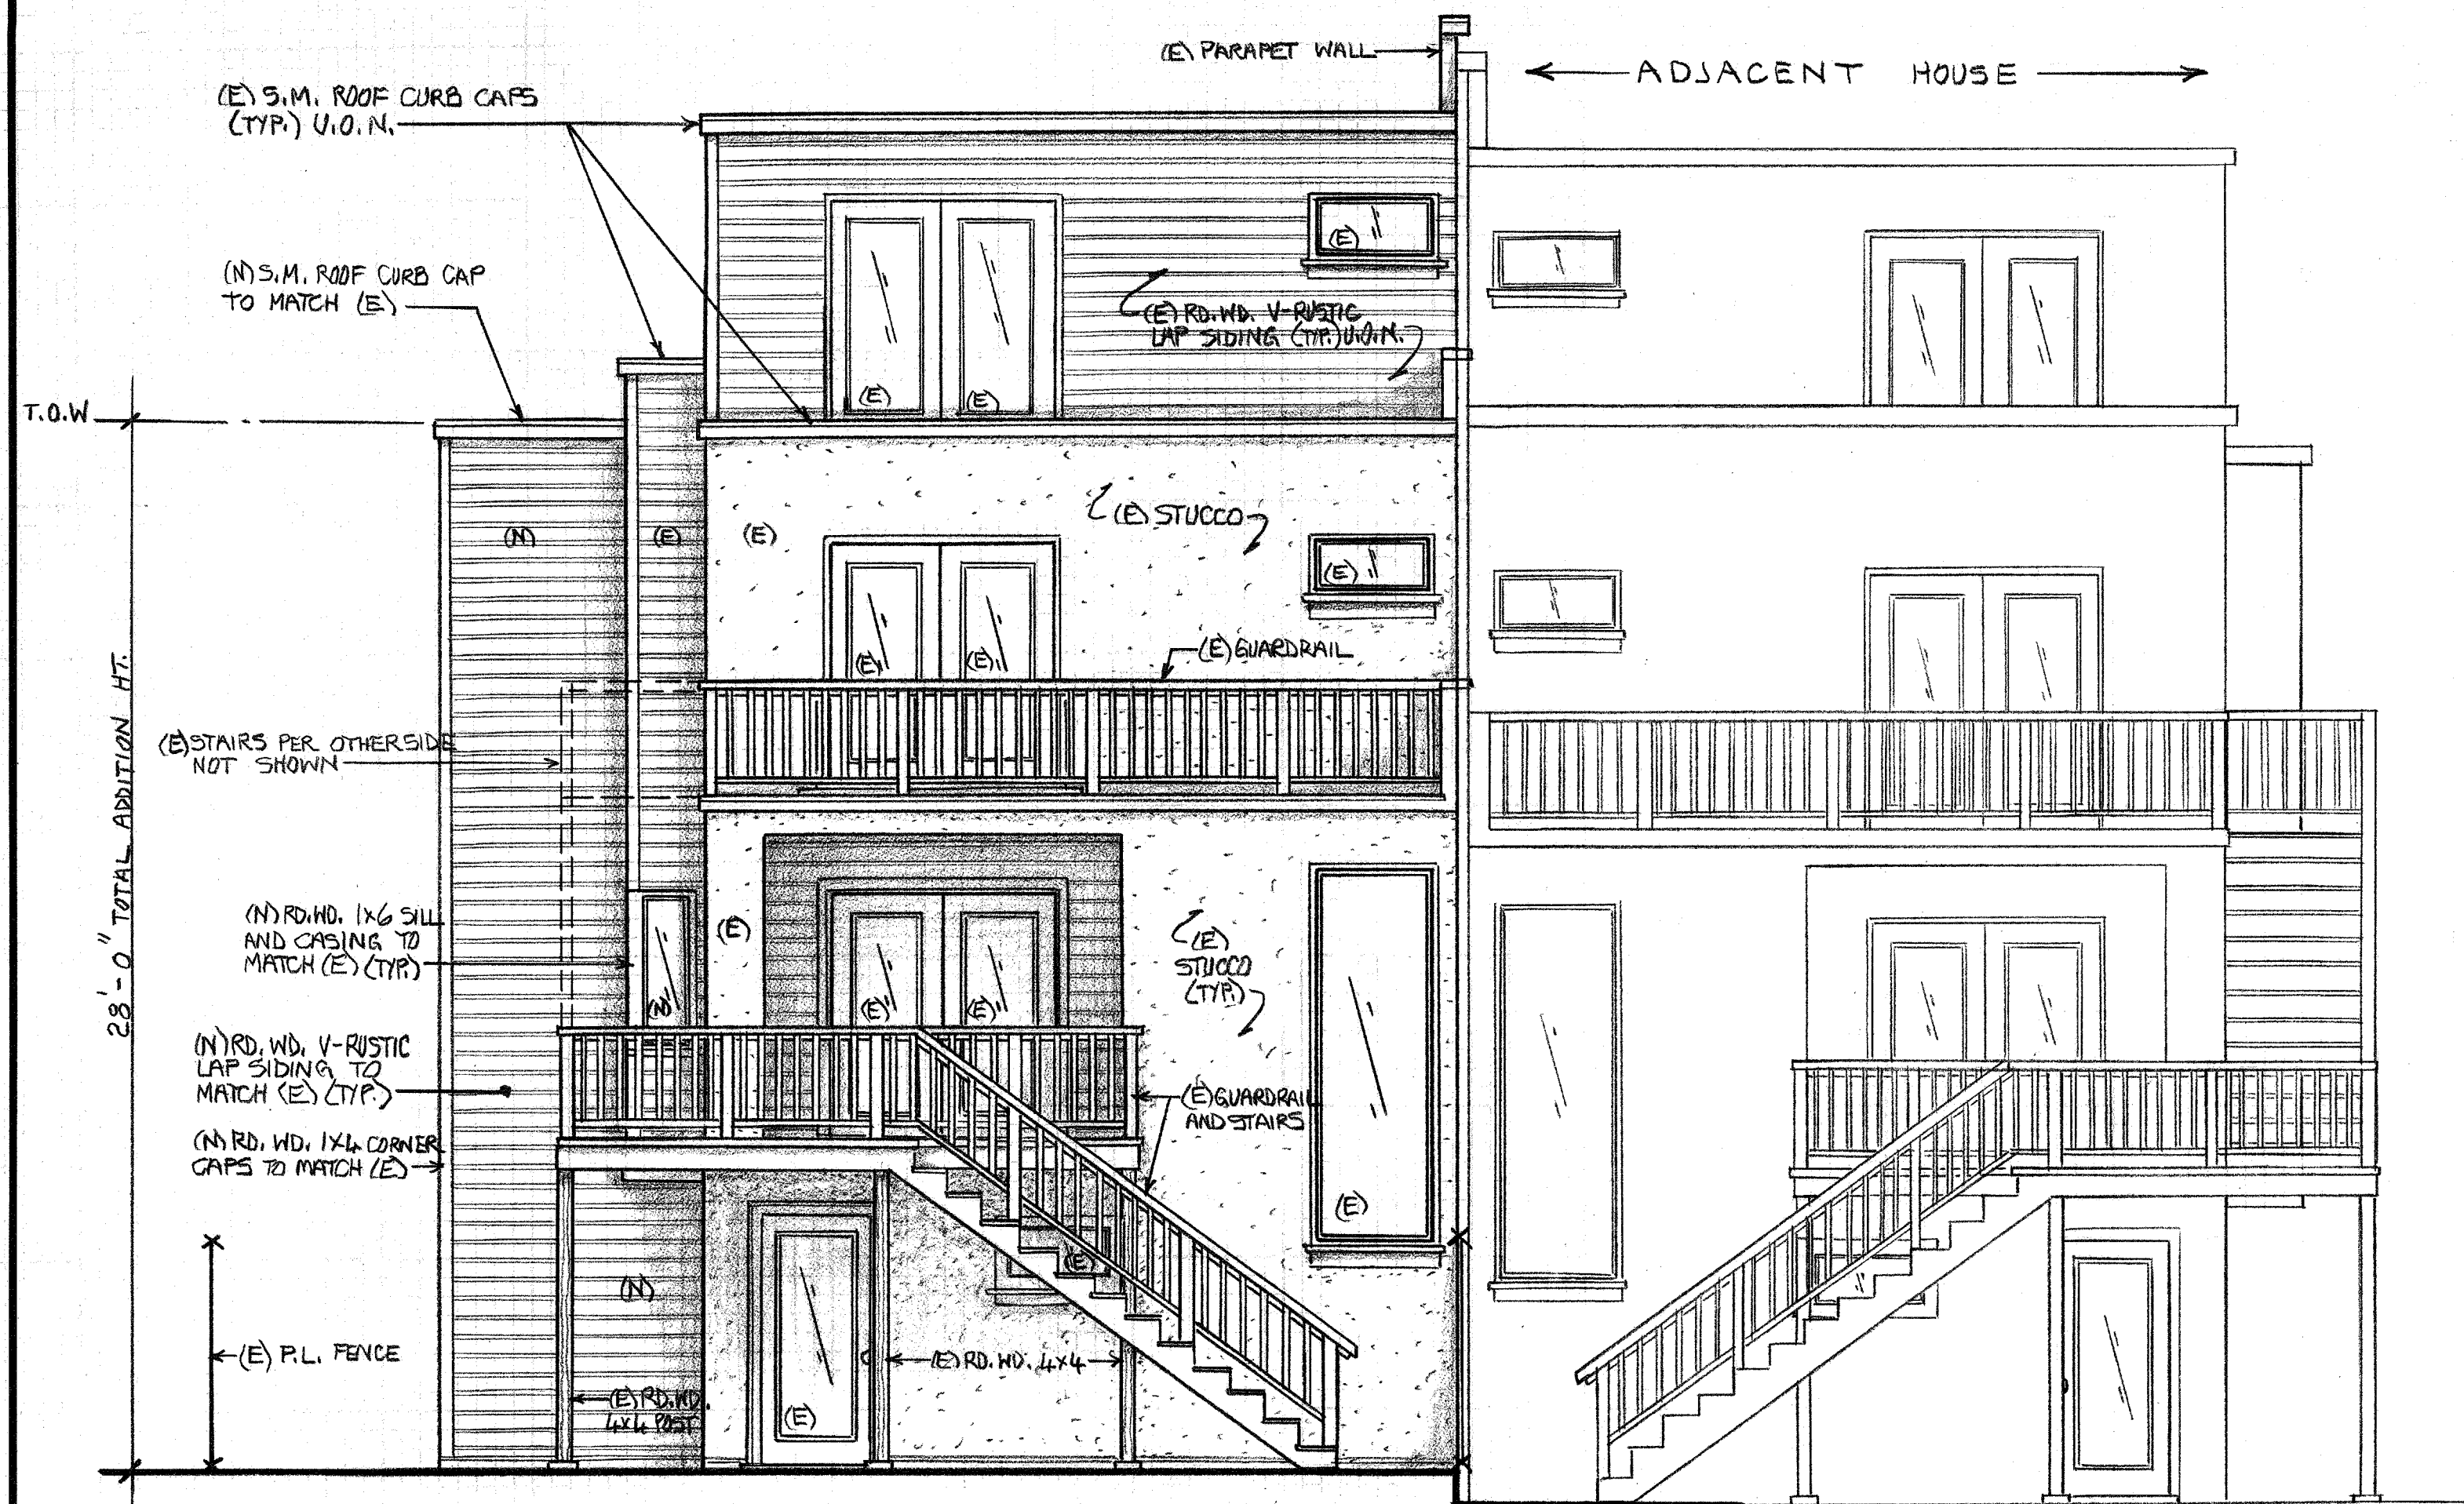 (E) PARAPET WALL
ADJACENT HOUSE
(E) S.M. ROOF CURB CAPS
(TYP.) U.O.N.
(N) S.M. ROOF CURB CAP
TO MATCH (E)
(E)
(E) RD.WD. V-RUSTIC
LAP SIDING (TYP.) U.O.N.
(E)
(E)
T.O.W
(N)
(E)
(E)
(E) STUCCO
(E)
(E)
(E)
(E) GUARDRAIL
28'-0" TOTAL ADDITION HT.
(E) STAIRS PER OTHERSIDE
NOT SHOWN
(N) RD.WD. 1X6 SILL
AND CASING TO
MATCH (E) (TYP.)
(N)
(E)
(E)
(E)
(E)
STUCCO
(TYP.)
(N) RD. WD. V-RUSTIC
LAP SIDING TO
MATCH (E) (TYP.)
(E) GUARDRAIL
AND STAIRS
(N) RD. WD. 1X4 CORNER
CAPS TO MATCH (E)
(E)
(E)
(N)
(E) P.L. FENCE
(E) RD. WD. 4X4
(E) RD. WD.
4X4 POST
(E)